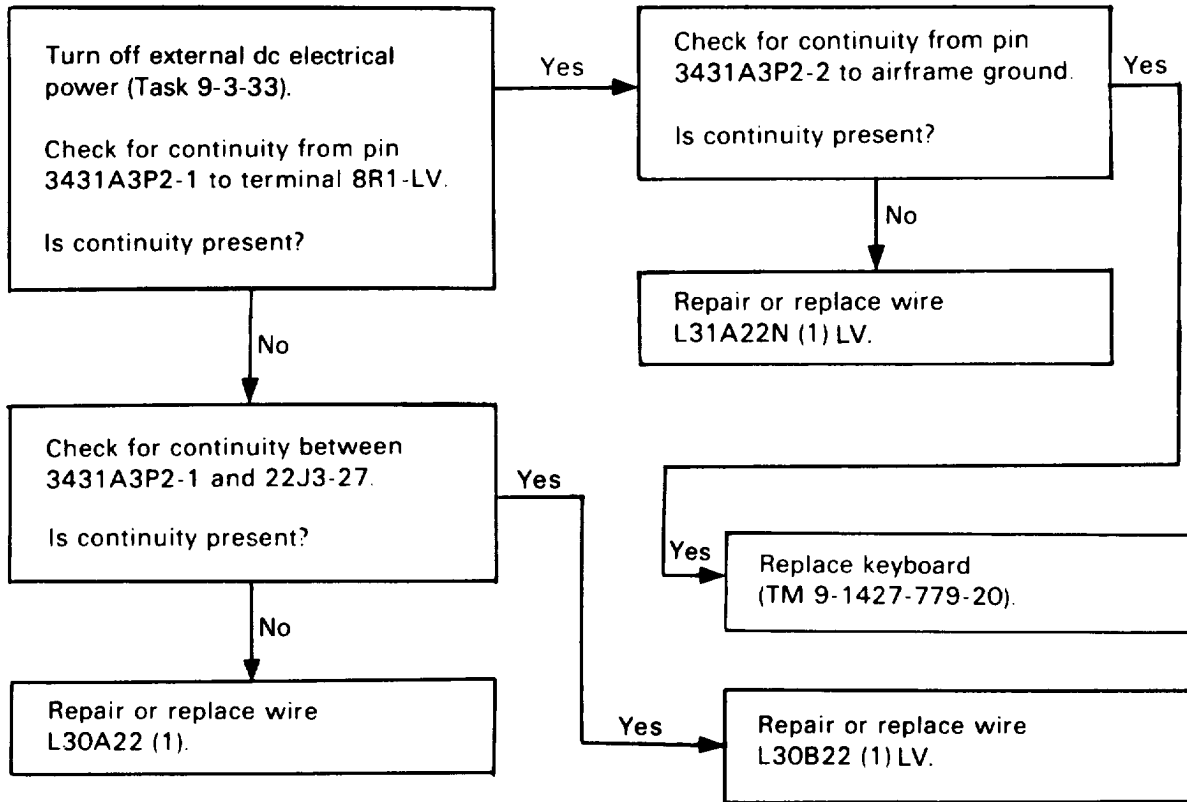 Turn off external dc electrical
power (Task 9-3-33).
Check for continuity from pin
3431A3P2-1 to terminal 8R1-LV.
Is continuity present?
Yes
Check for continuity from pin
3431A3P2-2 to airframe ground.
Is continuity present?
Yes
No
Repair or replace wire
L31A22N (1) LV.
No
Check for continuity between
3431A3P2-1 and 22J3-27.
Is continuity present?
Yes
Yes
Replace keyboard
(TM 9-1427-779-20).
No
Repair or replace wire
L30A22 (1).
Yes
Repair or replace wire
L30B22 (1) LV.